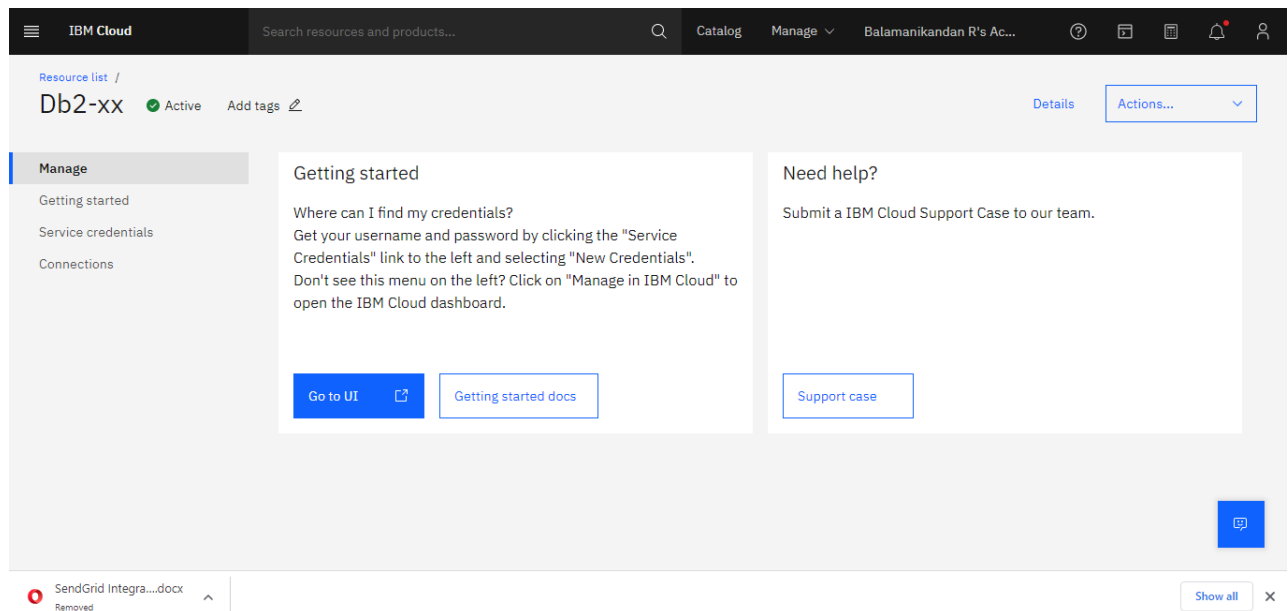 IBM Cloud
Search resources and products...
Catalog
Manage
Balamanikandan R's Ac...
Resource list /
Db2-xx
Active
Add tags
Details
Actions...
Manage
Getting started
Service credentials
Connections
Getting started
Where can I find my credentials?
Get your username and password by clicking the "Service
Credentials" link to the left and selecting "New Credentials".
Don't see this menu on the left? Click on "Manage in IBM Cloud" to
open the IBM Cloud dashboard.
Go to UI
Getting started docs
Need help?
Submit a IBM Cloud Support Case to our team.
Support case
SendGrid Integra....docx
Removed
Show all